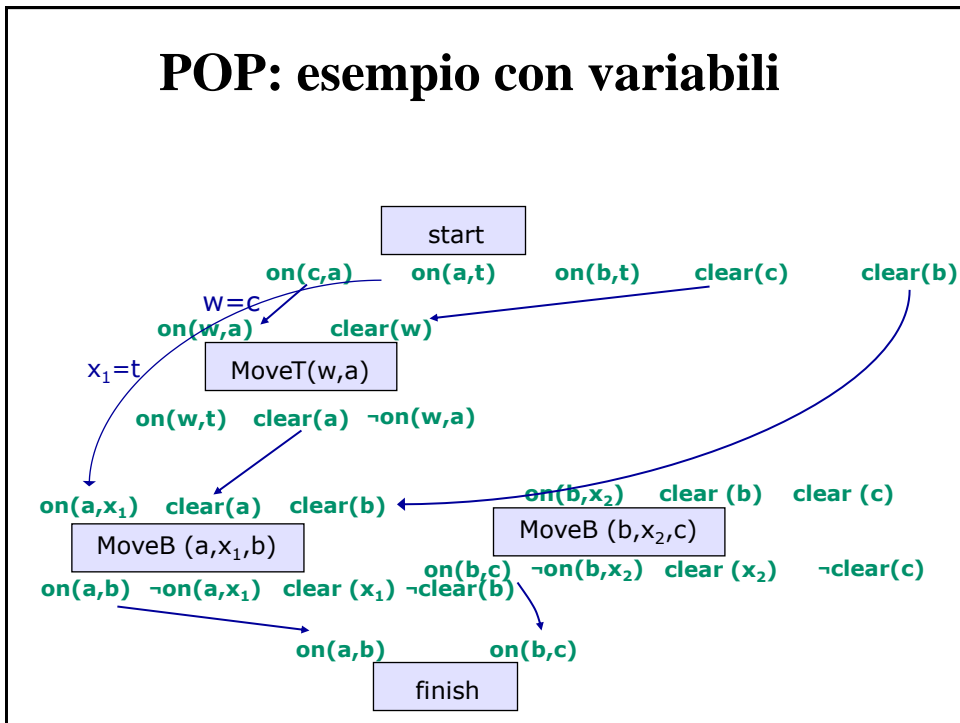 POP: esempio con variabili
start
on(c,a) on(a,t) on(b,t) clear(c) clear(b)
w=c
on(w,a) clear(w)
x₁=t
MoveT(w,a)
on(w,t) clear(a) ¬on(w,a)
on(a,x₁) clear(a) clear(b) on(b,x₂) clear (b) clear (c)
MoveB (a,x₁,b) MoveB (b,x₂,c)
on(a,b) ¬on(a,x₁) clear (x₁) ¬clear(b) on(b,c) ¬on(b,x₂) clear (x₂) ¬clear(c)
on(a,b) on(b,c)
finish